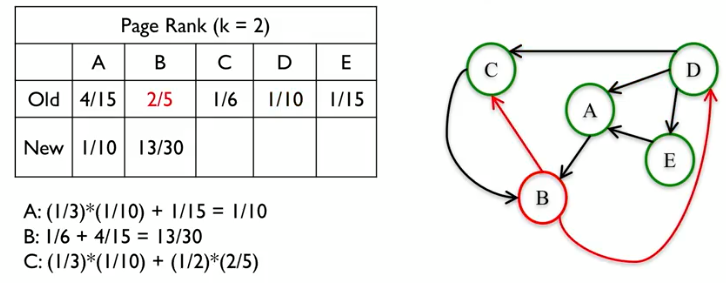 Page Rank (k = 2)
A B C D E
Old 4/15 2/5 1/6 1/10 1/15
New 1/10 13/30
A: (1/3)*(1/10) + 1/15 = 1/10
B: 1/6 + 4/15 = 13/30
C: (1/3)*(1/10) + (1/2)*(2/5)
C
D
A
E
B